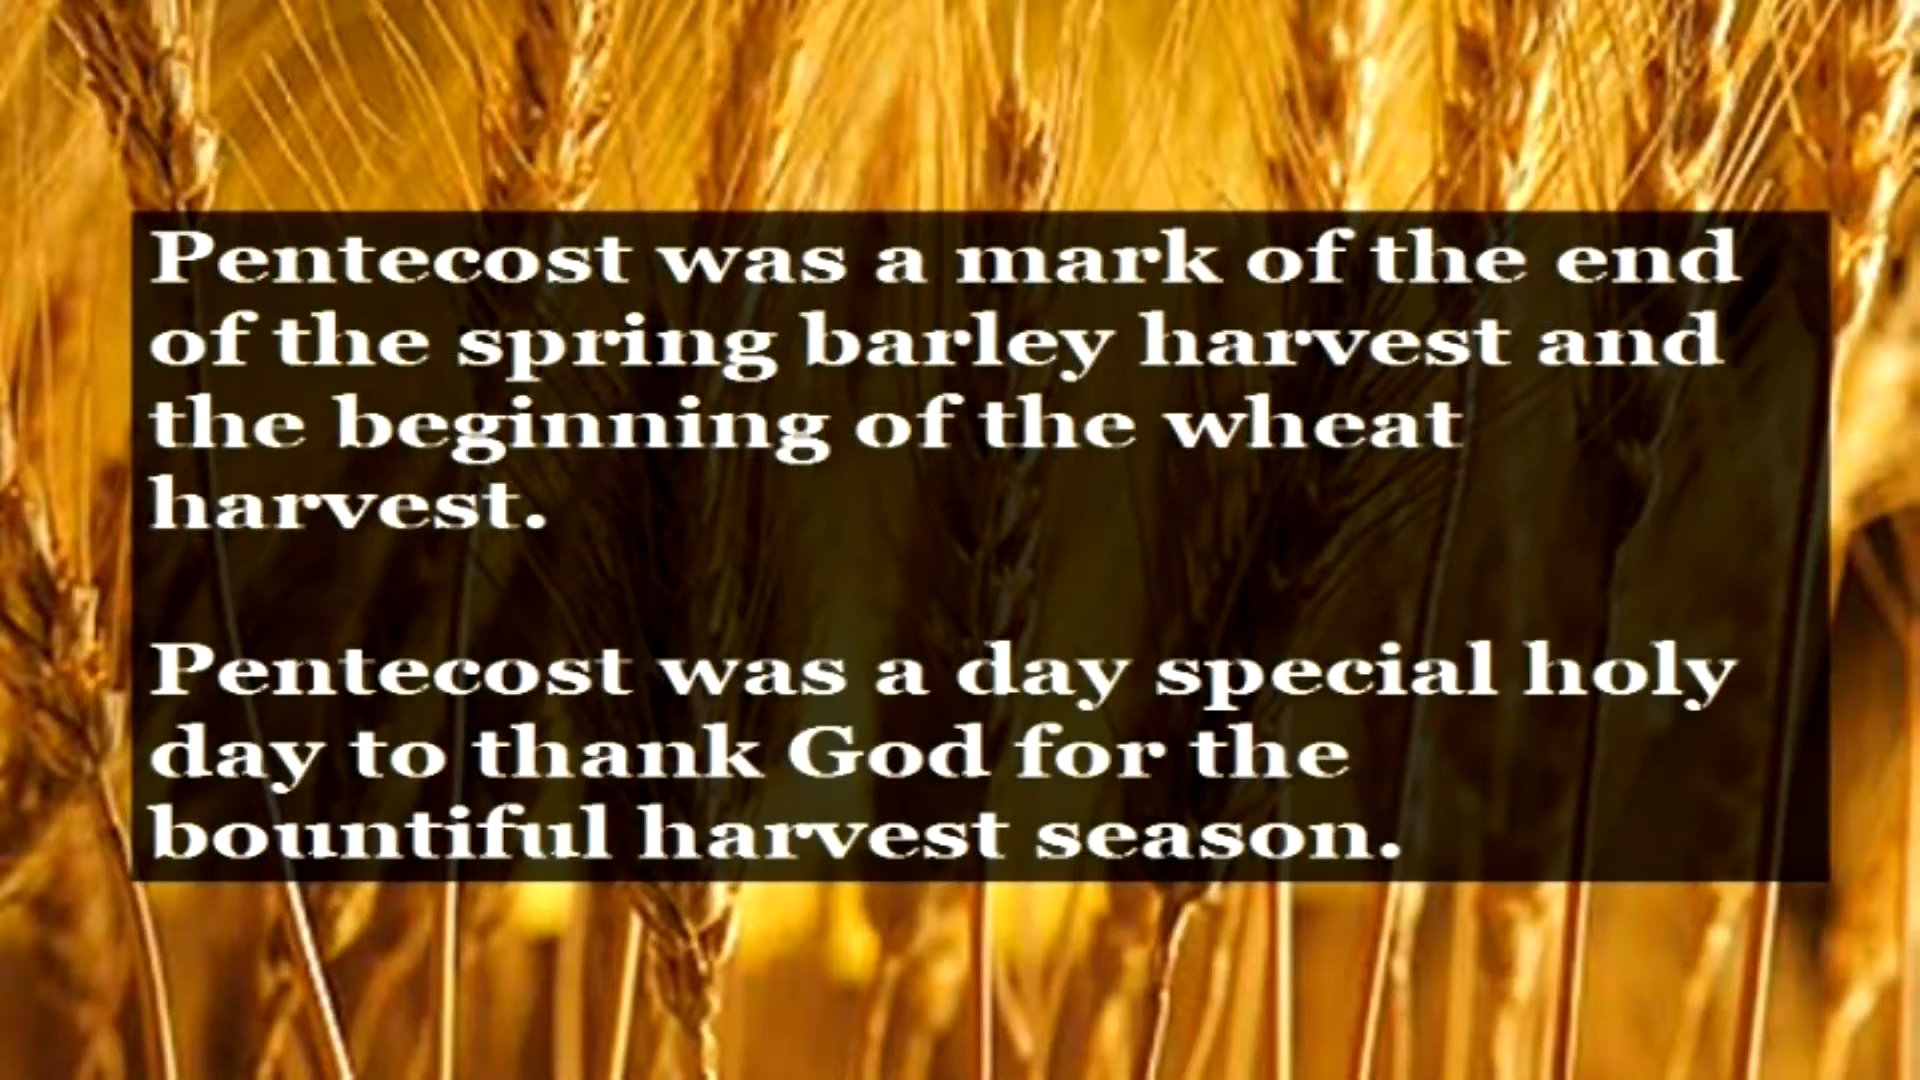 Pentecost was a mark of the end
of the spring barley harvest and
the beginning of the wheat
harvest.
Pentecost was a day special holy
day to thank God for the
bountiful harvest season.